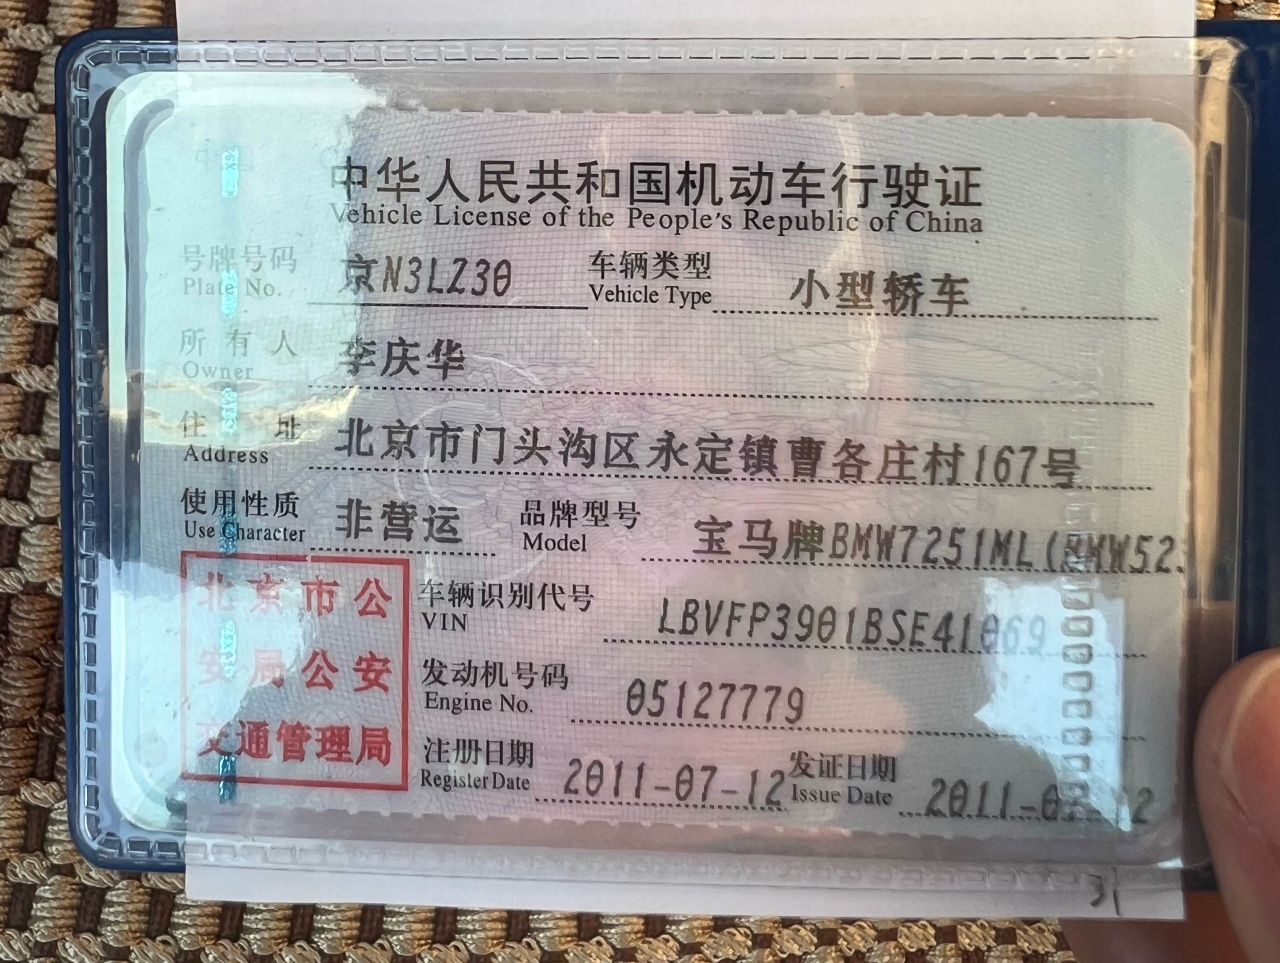 中华人民共和国机动车行驶证
Vehicle License of the People's Republic of China
号牌号码 京N3LZ30 车辆类型 小型轿车
Plate No. Vehicle Type
所有人 李庆华
Owner
住址 北京市门头沟区永定镇曹各庄村167号
Address
使用性质 非营运 品牌型号 宝马牌BMW7251ML(BMW523
Use Character Model
北京市公
安局公安
交通管理局
车辆识别代号 LBVFP3901BSE41069
VIN
发动机号码 05127779
Engine No.
注册日期 2011-07-12 发证日期 2011-0
Register Date Issue Date